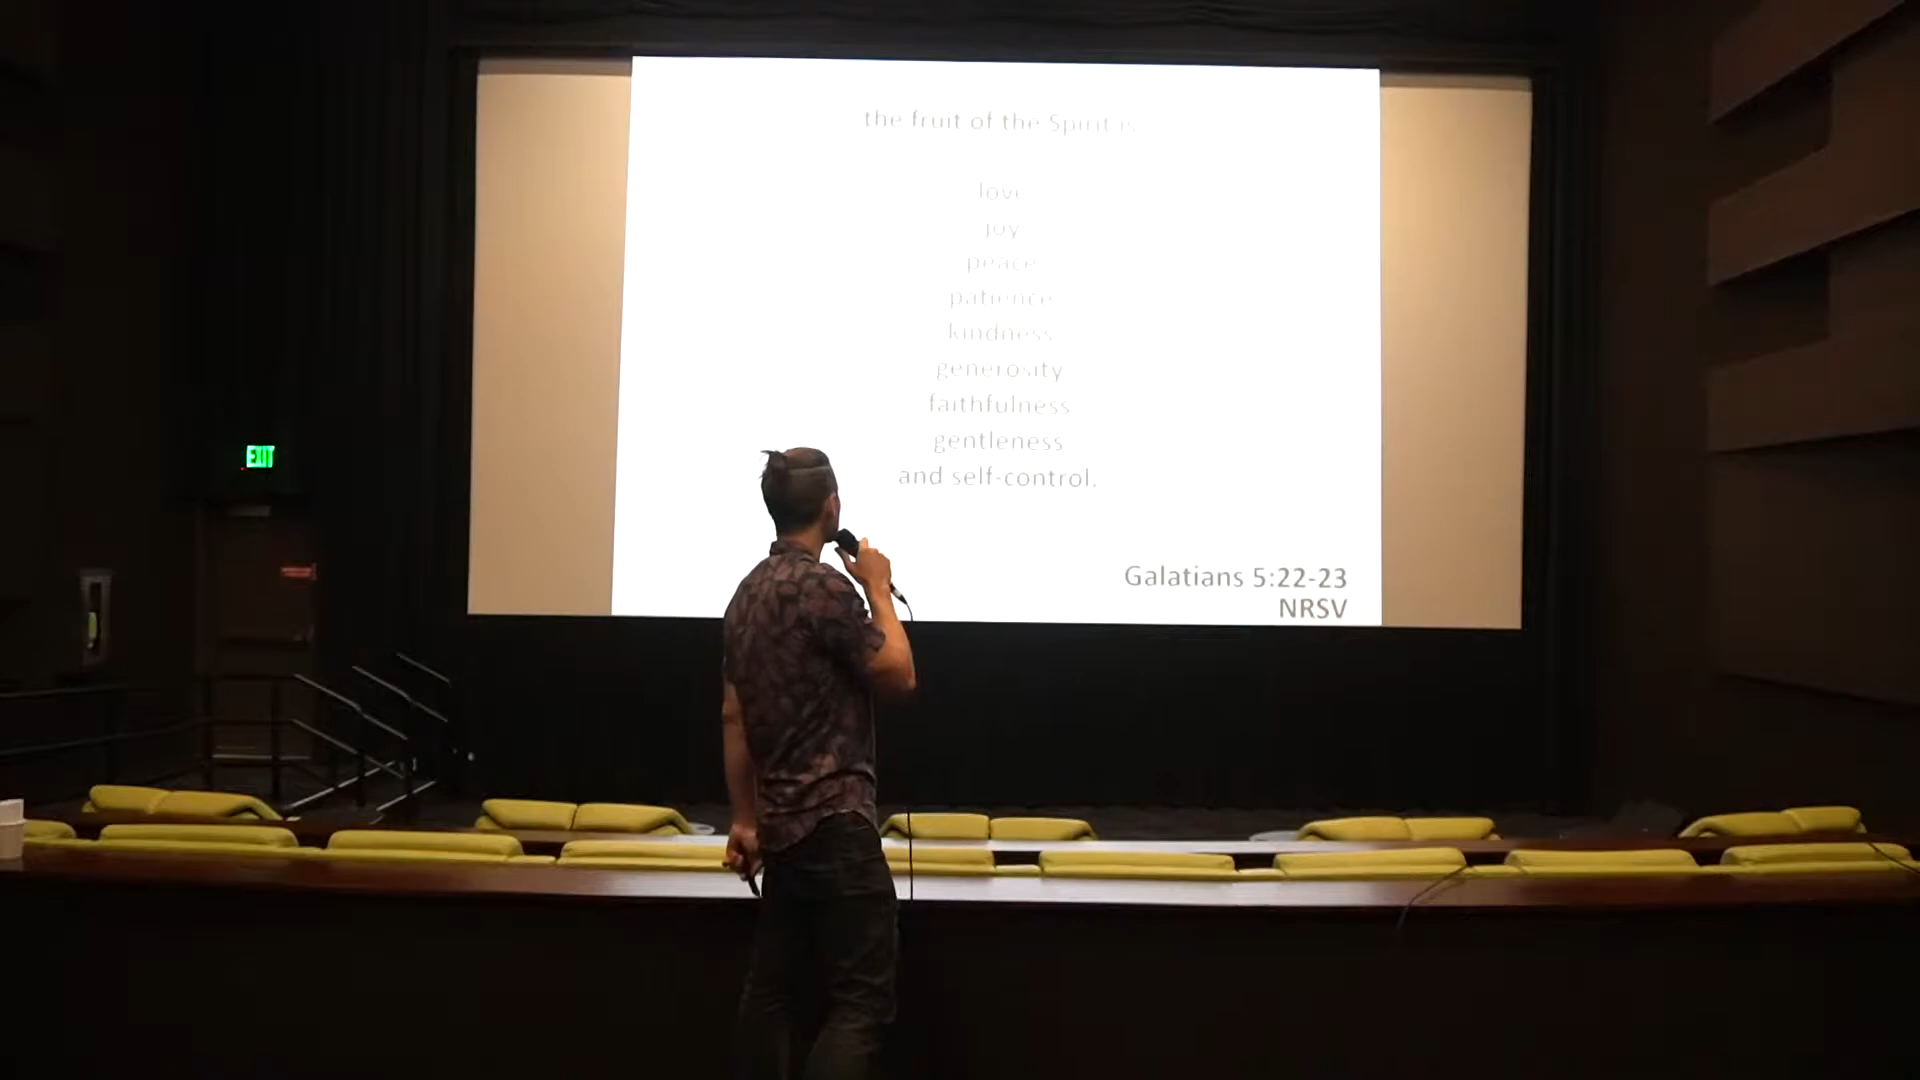 the fruit of the Spirit is
love
joy
peace
patience
kindness
generosity
faithfulness
gentleness
and self-control.
Galatians 5:22-23
NRSV
EXIT